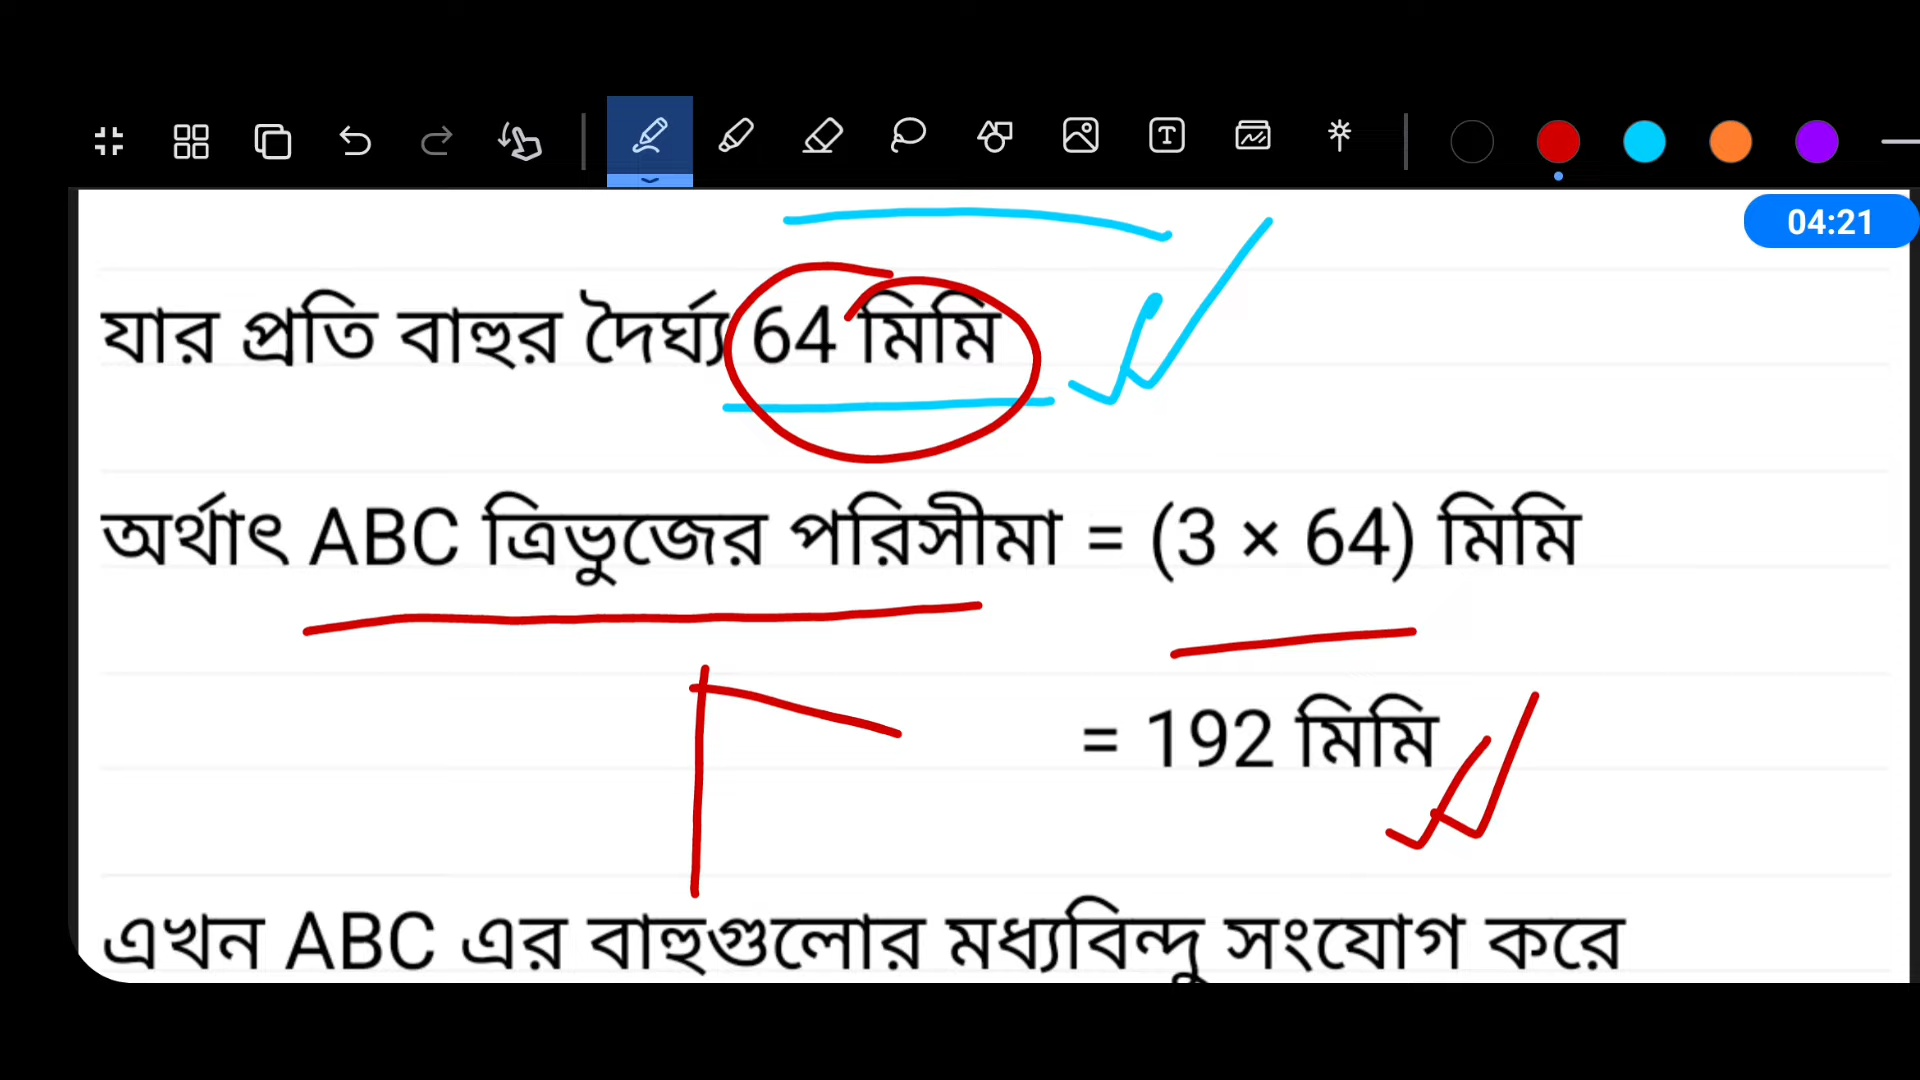 04:21
যার প্রতি বাহুর দৈর্ঘ্য 64 মিমি
অর্থাৎ ABC ত্রিভুজের পরিসীমা = (3 × 64) মিমি
= 192 মিমি
এখন ABC এর বাহুগুলোর মধ্যবিন্দু সংযোগ করে